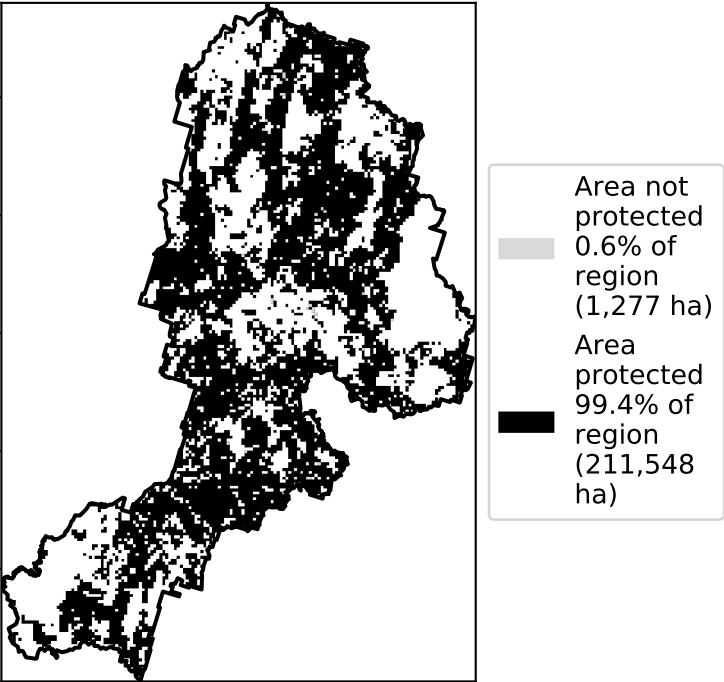 Area not
protected
0.6% of
region
(1,277 ha)
Area
protected
99.4% of
region
(211,548
ha)